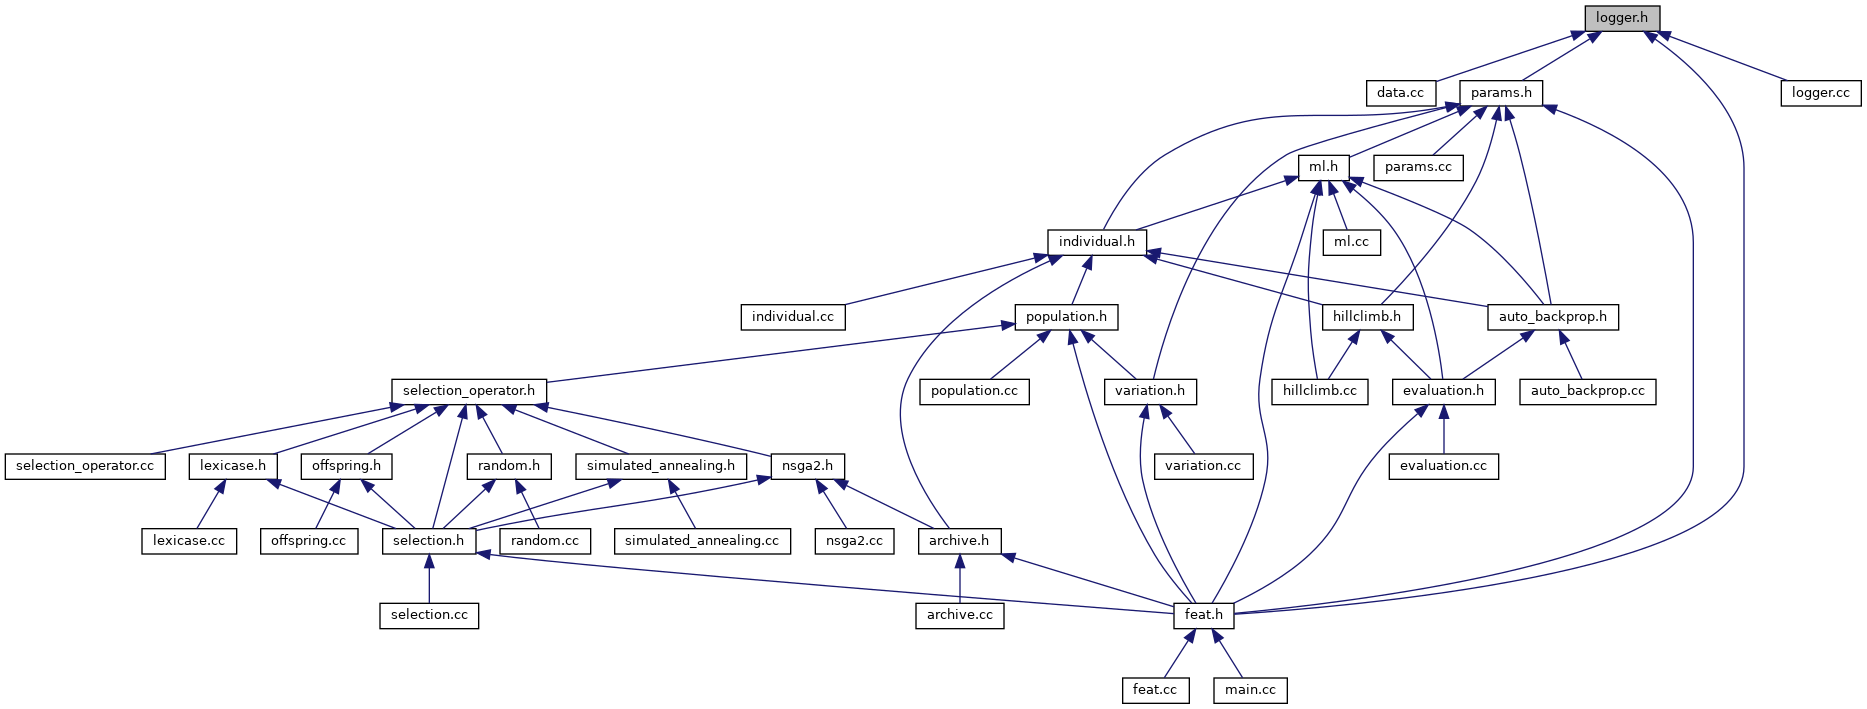 logger.h
data.cc
params.h
logger.cc
ml.h
params.cc
individual.h
ml.cc
individual.cc
population.h
hillclimb.h
auto_backprop.h
selection_operator.h
population.cc
variation.h
hillclimb.cc
evaluation.h
auto_backprop.cc
selection_operator.cc
lexicase.h
offspring.h
random.h
simulated_annealing.h
nsga2.h
variation.cc
evaluation.cc
lexicase.cc
offspring.cc
selection.h
random.cc
simulated_annealing.cc
nsga2.cc
archive.h
selection.cc
archive.cc
feat.h
feat.cc
main.cc